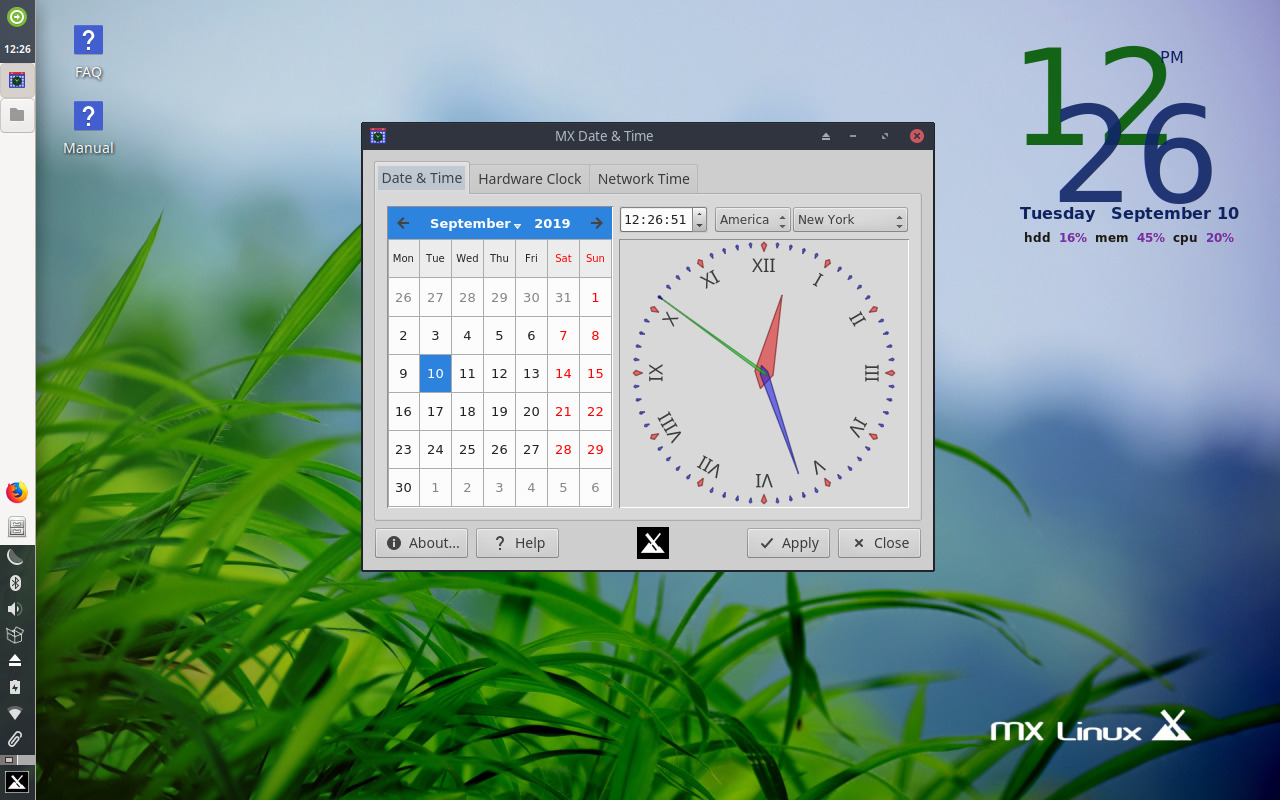 12:26
FAQ
Manual
12 PM
26
Tuesday September 10
hdd 16% mem 45% cpu 20%
MX Date & Time
Date & Time Hardware Clock Network Time
September 2019
12:26:51 America New York
Mon Tue Wed Thu Fri Sat Sun
26 27 28 29 30 31 1
2 3 4 5 6 7 8
9 10 11 12 13 14 15
16 17 18 19 20 21 22
23 24 25 26 27 28 29
30 1 2 3 4 5 6
XII
I
II
III
IV
V
VI
VII
VIII
IX
X
XI
About... Help Apply Close
mx Linux